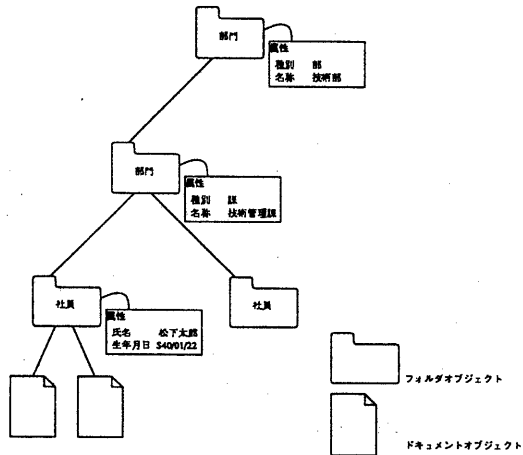 部門
属性
種別 部
名称 技術部
部門
属性
種別 課
名称 技術管理課
社員
属性
氏名 松下太郎
生年月日 S40/01/22
社員
フォルダオブジェクト
ドキュメントオブジェクト